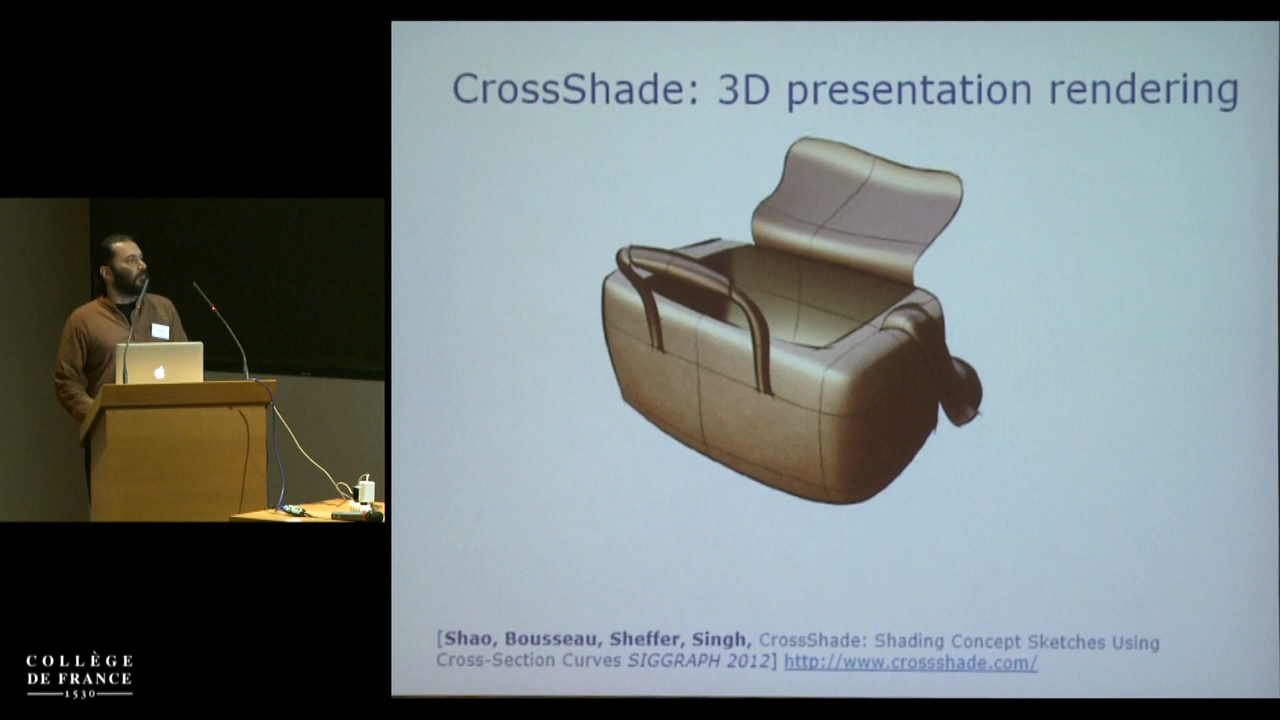 CrossShade: 3D presentation rendering
[Shao, Bousseau, Sheffer, Singh, CrossShade: Shading Concept Sketches Using
Cross-Section Curves SIGGRAPH 2012] http://www.crossshade.com/
COLLÈGE
DE FRANCE
1530